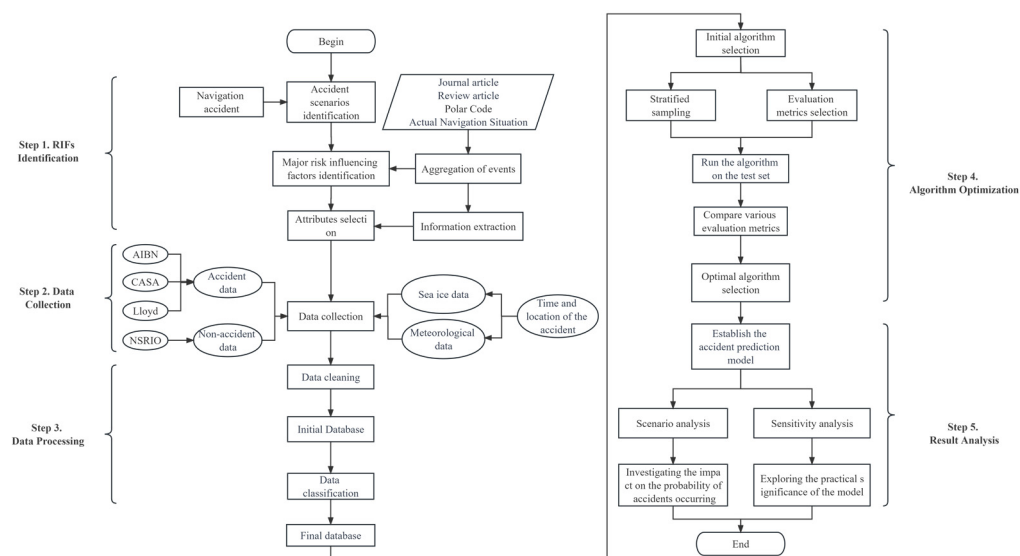 Begin
Navigation
accident
Accident
scenarios
identification
Journal article
Review article
Polar Code
Actual Navigation Situation
Step 1. RIFs
Identification
Major risk influencing
factors identification
Aggregation of events
Attributes selecti
on
Information extraction
AIBN
CASA
Lloyd
NSRIO
Accident
data
Non-accident
data
Step 2. Data
Collection
Data collection
Sea ice data
Meteorological
data
Time and
location of the
accident
Data cleaning
Step 3.
Data Processing
Initial Database
Data
classification
Final database
Initial algorithm
selection
Stratified
sampling
Evaluation
metrics selection
Run the algorithm
on the test set
Step 4.
Algorithm Optimization
Compare various
evaluation metrics
Optimal algorithm
selection
Establish the
accident prediction
model
Scenario analysis
Sensitivity analysis
Step 5.
Result Analysis
Investigating the impa
ct on the probability of
accidents occurring
Exploring the practical s
ignificance of the model
End